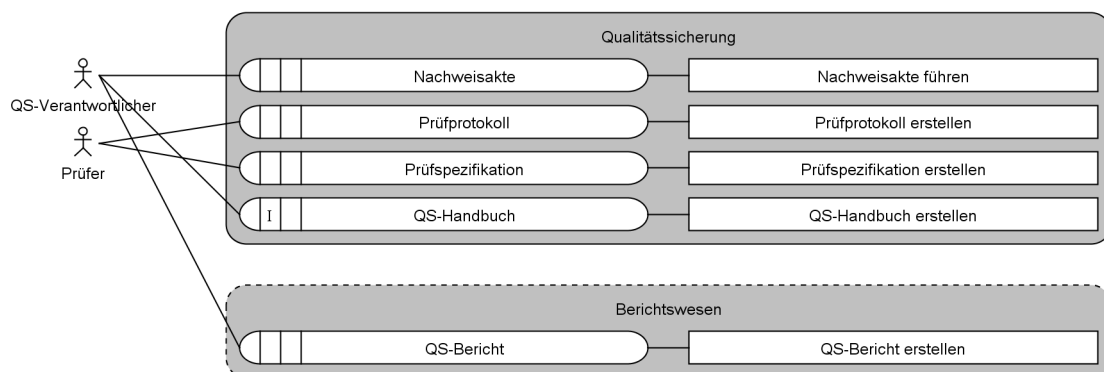 Qualitätssicherung
QS-Verantwortlicher
Nachweisakte
Nachweisakte führen
Prüfer
Prüfprotokoll
Prüfprotokoll erstellen
Prüfspezifikation
Prüfspezifikation erstellen
I
QS-Handbuch
QS-Handbuch erstellen
Berichtswesen
QS-Bericht
QS-Bericht erstellen